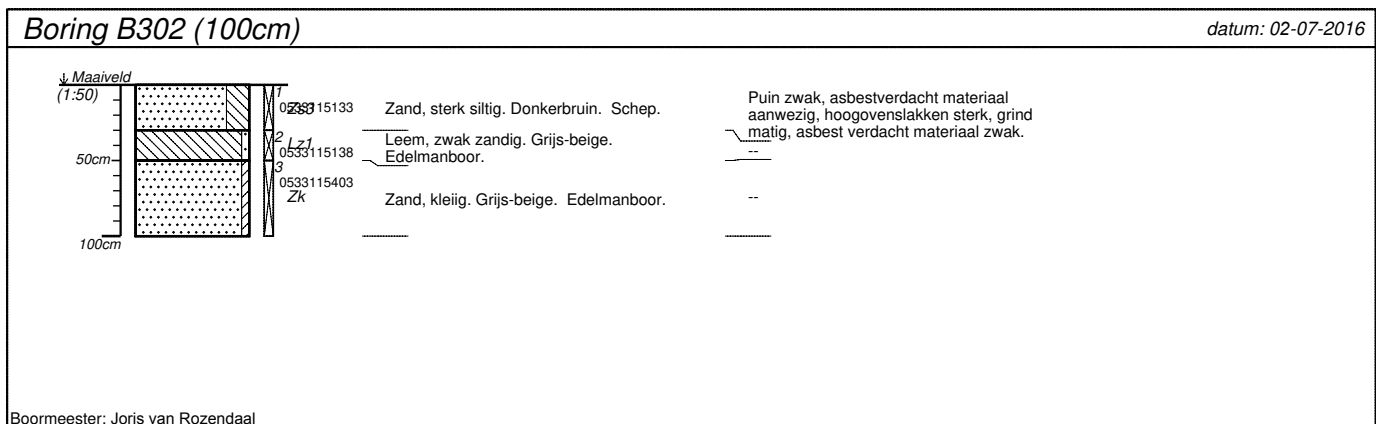 Boring B302 (100cm)
datum: 02-07-2016
Maaiveld
(1:50)
1
0533115133
Zs3
Zand, sterk siltig. Donkerbruin. Schep.
Puin zwak, asbestverdacht materiaal
aanwezig, hoogovenslakken sterk, grind
matig, asbest verdacht materiaal zwak.
2
Lz1
0533115138
Leem, zwak zandig. Grijs-beige.
Edelmanboor.
--
50cm
3
0533115403
Zk
Zand, kleiig. Grijs-beige. Edelmanboor.
--
100cm
Boormeester: Joris van Rozendaal